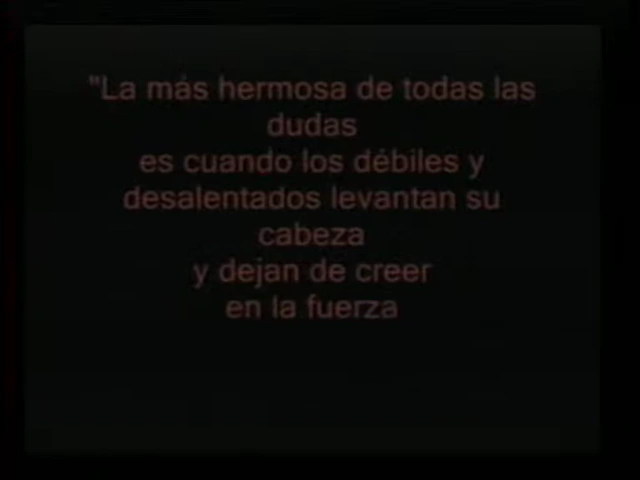 "La más hermosa de todas las
dudas
es cuando los débiles y
desalentados levantan su
cabeza
y dejan de creer
en la fuerza